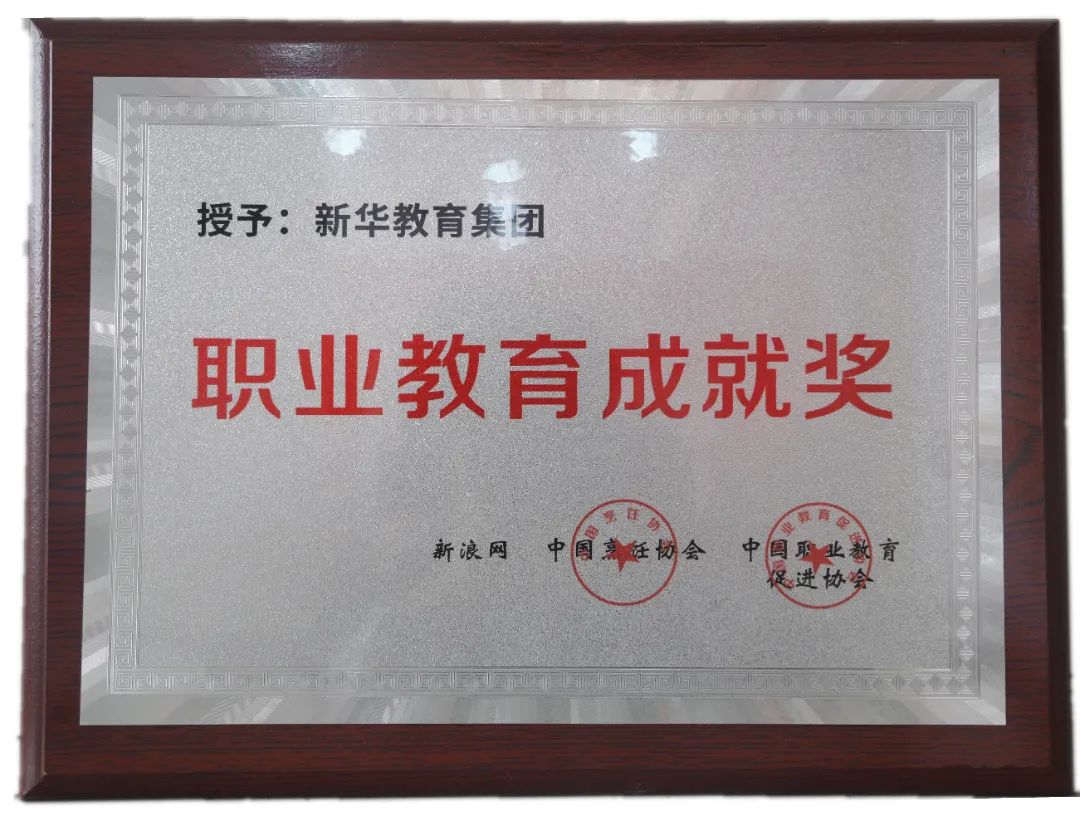 授予：新华教育集团
职业教育成就奖
新浪网 中国烹饪协会 中国职业教育
促进协会